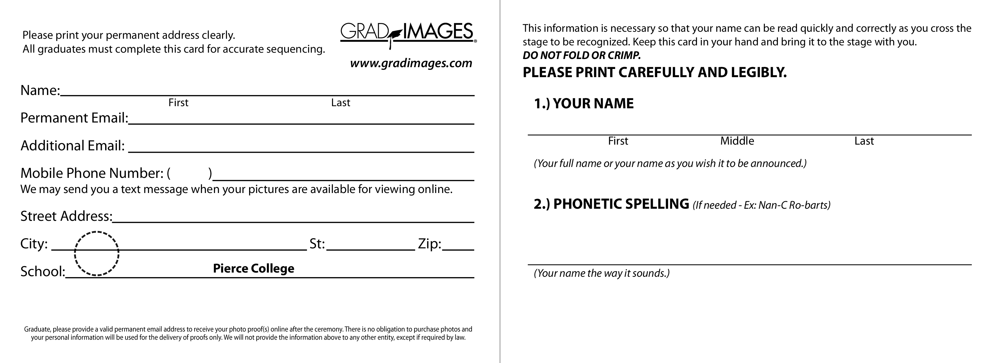 Please print your permanent address clearly.
All graduates must complete this card for accurate sequencing.
GRAD IMAGES®
www.gradimages.com
Name:
First Last
Permanent Email:
Additional Email:
Mobile Phone Number: ( )
We may send you a text message when your pictures are available for viewing online.
Street Address:
City: St: Zip:
School: Pierce College
Graduate, please provide a valid permanent email address to receive your photo proof(s) online after the ceremony. There is no obligation to purchase photos and
your personal information will be used for the delivery of proofs only. We will not provide the information above to any other entity, except if required by law.
This information is necessary so that your name can be read quickly and correctly as you cross the
stage to be recognized. Keep this card in your hand and bring it to the stage with you.
DO NOT FOLD OR CRIMP.
PLEASE PRINT CAREFULLY AND LEGIBLY.
1.) YOUR NAME
First Middle Last
(Your full name or your name as you wish it to be announced.)
2.) PHONETIC SPELLING (If needed - Ex: Nan-C Ro-barts)
(Your name the way it sounds.)